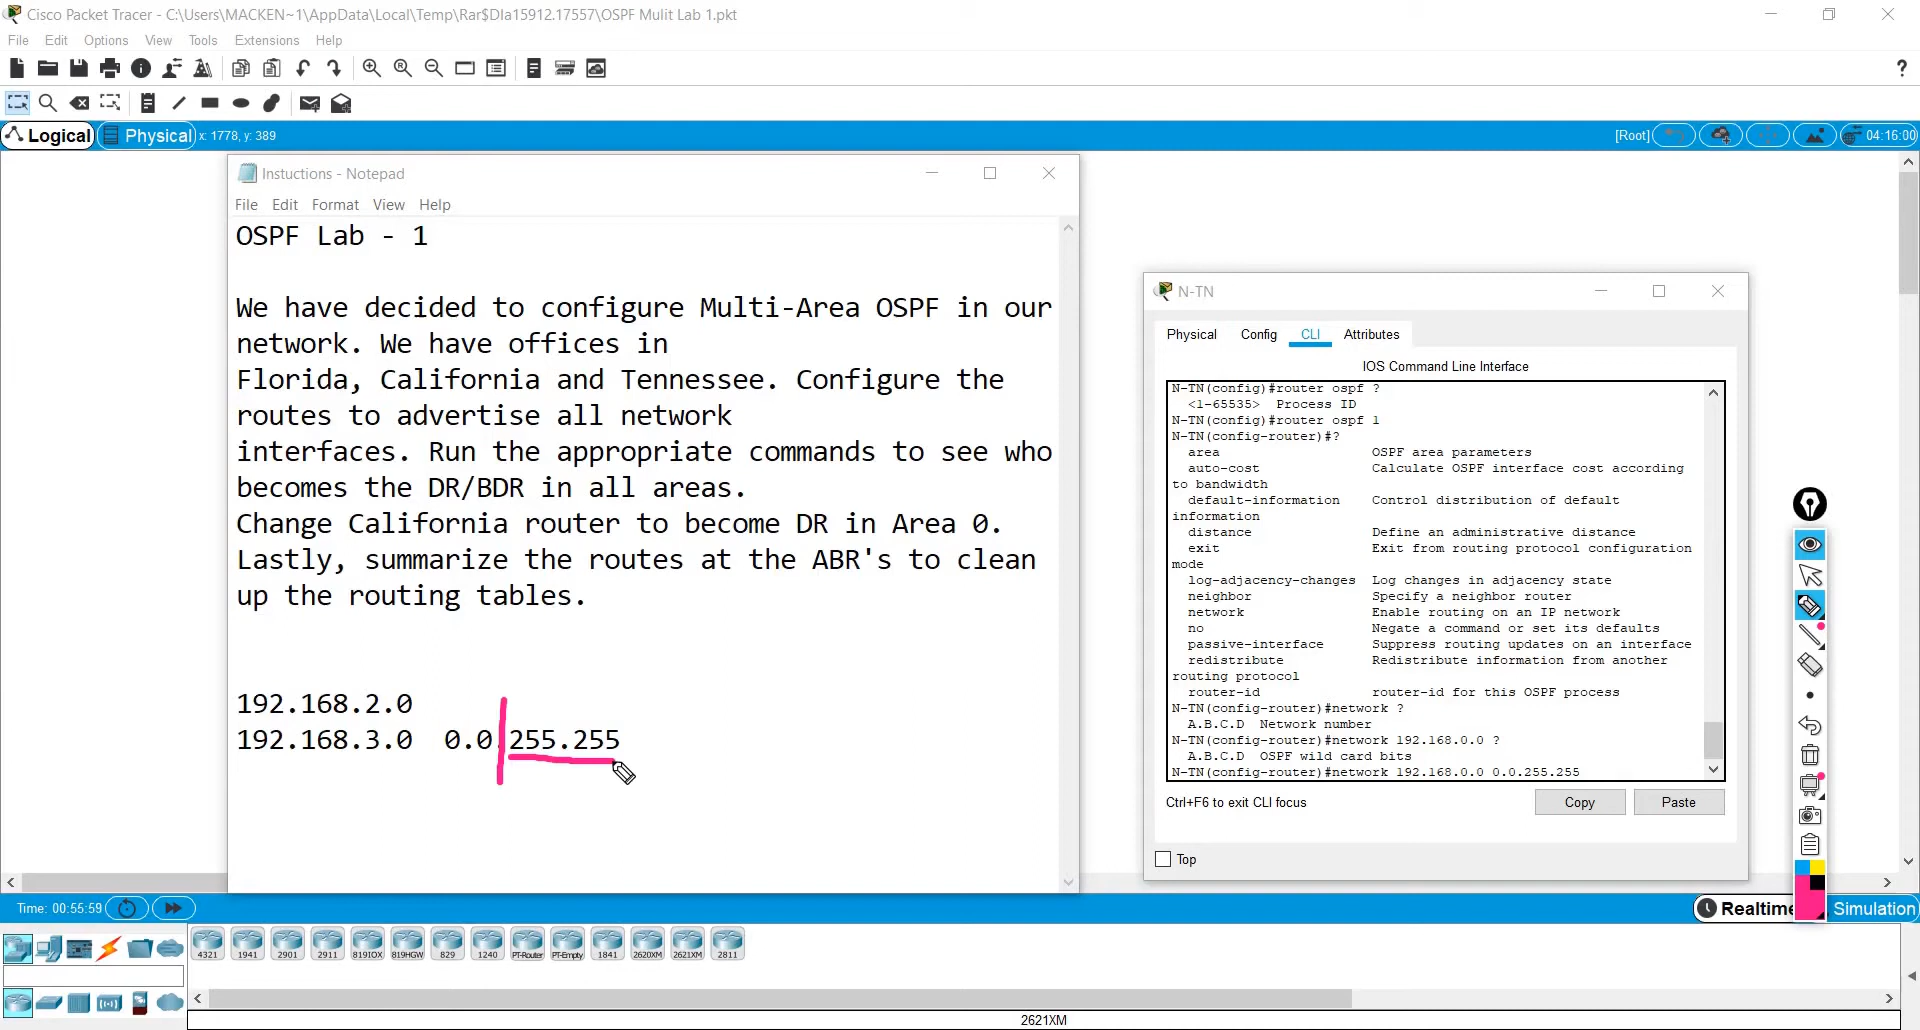 Cisco Packet Tracer - C:\Users\MACKEN~1\AppData\Local\Temp\Rar$DIa15912.17557\OSPF Mulit Lab 1.pkt
File Edit Options View Tools Extensions Help
?
Logical Physical x: 1778, y: 389
[Root] 04:16:00
Instuctions - Notepad
File Edit Format View Help
OSPF Lab - 1
We have decided to configure Multi-Area OSPF in our
network. We have offices in
Florida, California and Tennessee. Configure the
routes to advertise all network
interfaces. Run the appropriate commands to see who
becomes the DR/BDR in all areas.
Change California router to become DR in Area 0.
Lastly, summarize the routes at the ABR's to clean
up the routing tables.
192.168.2.0
192.168.3.0 0.0.255.255
N-TN
Physical Config CLI Attributes
IOS Command Line Interface
N-TN(config)#router ospf ?
<1-65535> Process ID
N-TN(config)#router ospf 1
N-TN(config-router)#?
area OSPF area parameters
auto-cost Calculate OSPF interface cost according
to bandwidth
default-information Control distribution of default
information
distance Define an administrative distance
exit Exit from routing protocol configuration
mode
log-adjacency-changes Log changes in adjacency state
neighbor Specify a neighbor router
network Enable routing on an IP network
no Negate a command or set its defaults
passive-interface Suppress routing updates on an interface
redistribute Redistribute information from another
routing protocol
router-id router-id for this OSPF process
N-TN(config-router)#network ?
A.B.C.D Network number
N-TN(config-router)#network 192.168.0.0 ?
A.B.C.D OSPF wild card bits
N-TN(config-router)#network 192.168.0.0 0.0.255.255
Ctrl+F6 to exit CLI focus
Copy Paste
Top
Time: 00:55:59
Realtime Simulation
4321 1941 2901 2911 819IOX 819HGW 829 1240 PT-Router PT-Empty 1841 2620XM 2621XM 2811
2621XM